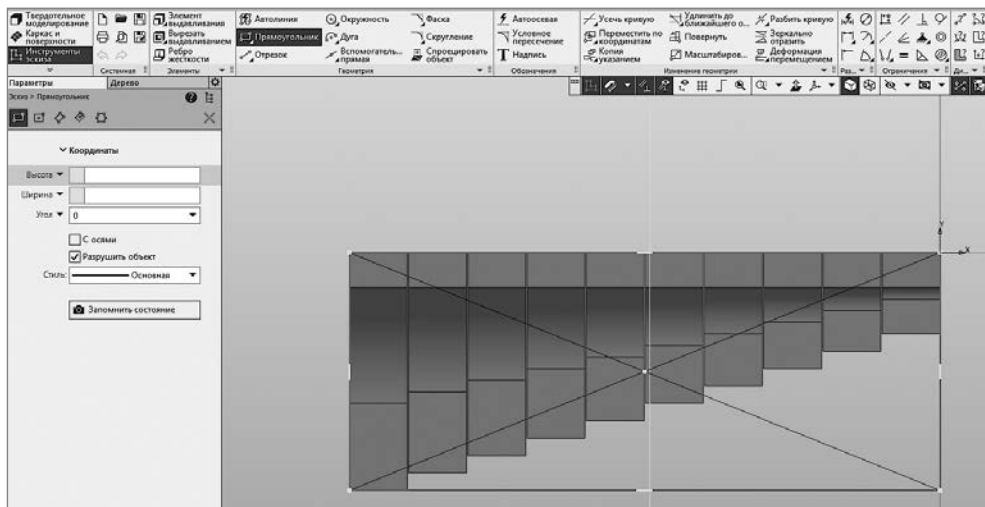 Твердотельное моделирование
Каркас и поверхности
Инструменты эскиза
Системная
Элемент выдавливания
Вырезать выдавливанием
Ребро жесткости
Элементы
Автолиния
Прямоугольник
Отрезок
Окружность
Дуга
Вспомогатель... прямая
Фаска
Скругление
Спроецировать объект
Геометрия
Автоосевая
Условное пересечение
Надпись
Обозначения
Усечь кривую
Переместить по координатам
Копия указанием
Удлинить до ближайшего о...
Повернуть
Масштабиров...
Разбить кривую
Зеркально отразить
Деформация перемещением
Изменение геометрии
Раз...
Ограничения
Ди...
Параметры
Дерево
Эскиз > Прямоугольник
Координаты
Высота
Ширина
Угол
0
С осями
Разрушить объект
Стиль:
Основная
Запомнить состояние
Y
X